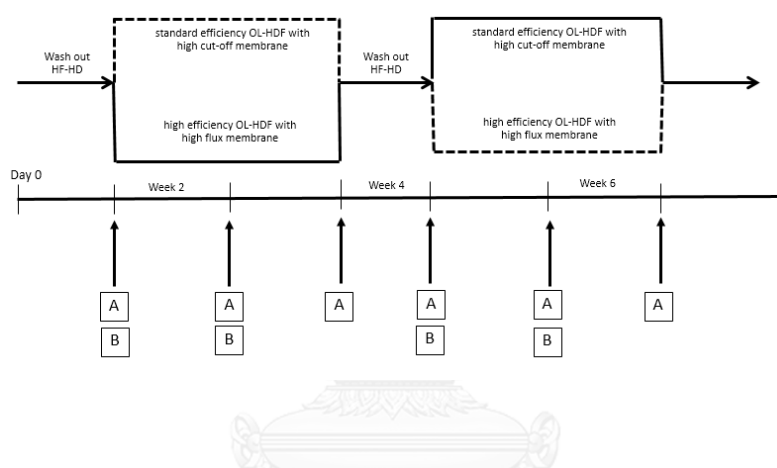 Wash out
HF-HD
standard efficiency OL-HDF with
high cut-off membrane
high efficiency OL-HDF with
high flux membrane
Wash out
HF-HD
standard efficiency OL-HDF with
high cut-off membrane
high efficiency OL-HDF with
high flux membrane
Day 0
Week 2
Week 4
Week 6
A
A
A
A
A
A
B
B
B
B